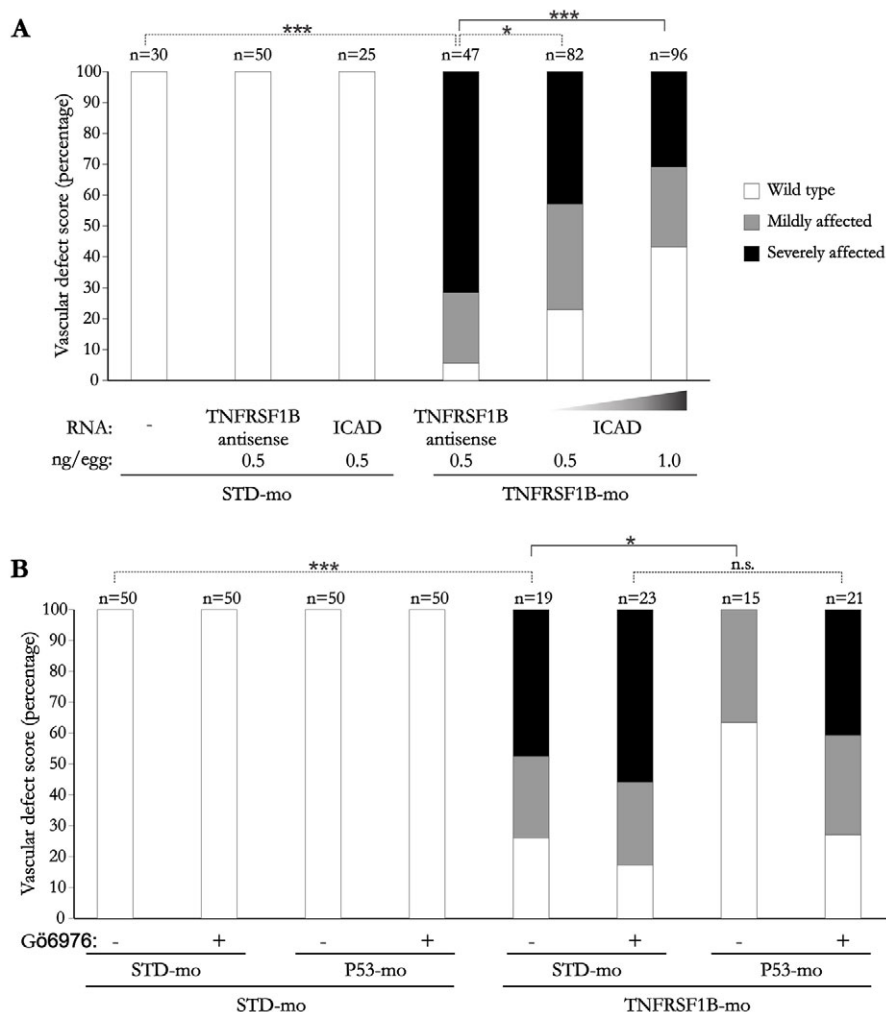 A
***
***
*
n=30 n=50 n=25 n=47 n=82 n=96
Vascular defect score (percentage)
100
90
80
70
60
50
40
30
20
10
0
Wild type
Mildly affected
Severely affected
RNA: - TNFRSF1B antisense ICAD TNFRSF1B antisense ICAD
ng/egg: 0.5 0.5 0.5 0.5 1.0
STD-mo TNFRSF1B-mo
B
*
***
n.s.
n=50 n=50 n=50 n=50 n=19 n=23 n=15 n=21
Vascular defect score (percentage)
100
90
80
70
60
50
40
30
20
10
0
Gö6976: - + - + - + - +
STD-mo P53-mo STD-mo P53-mo
STD-mo TNFRSF1B-mo